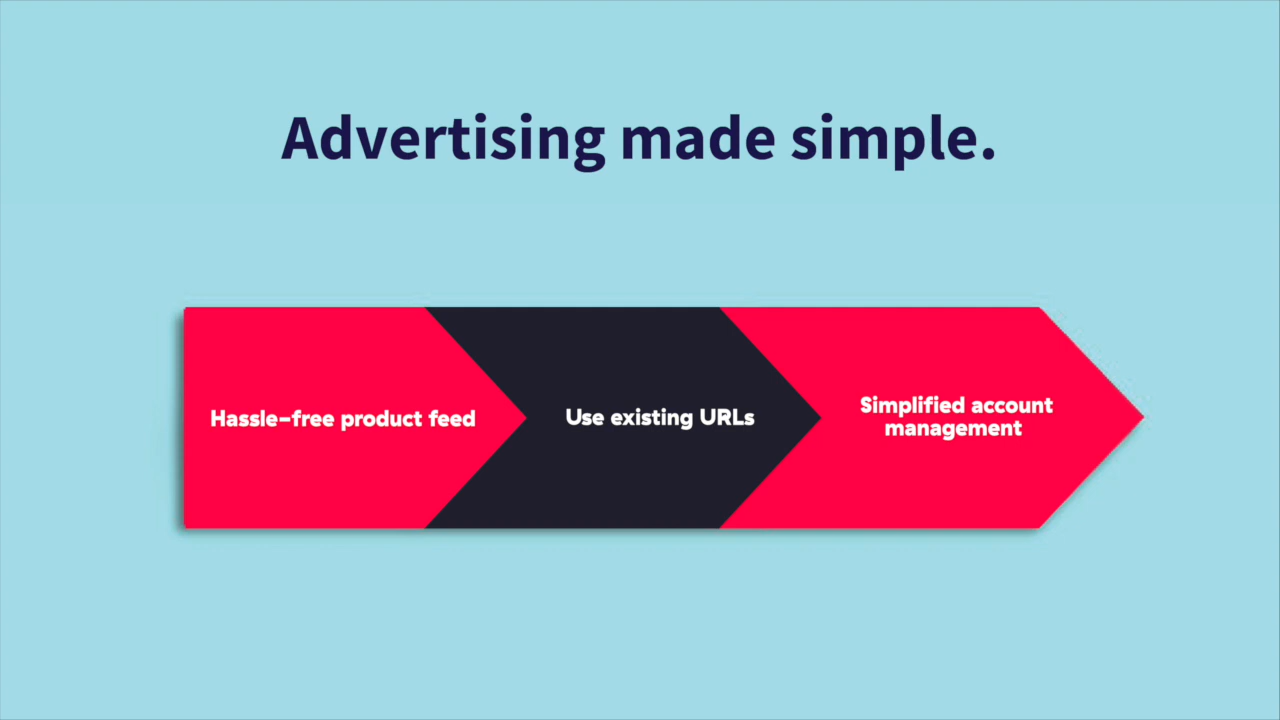 Advertising made simple.
Hassle-free product feed
Use existing URLs
Simplified account
management